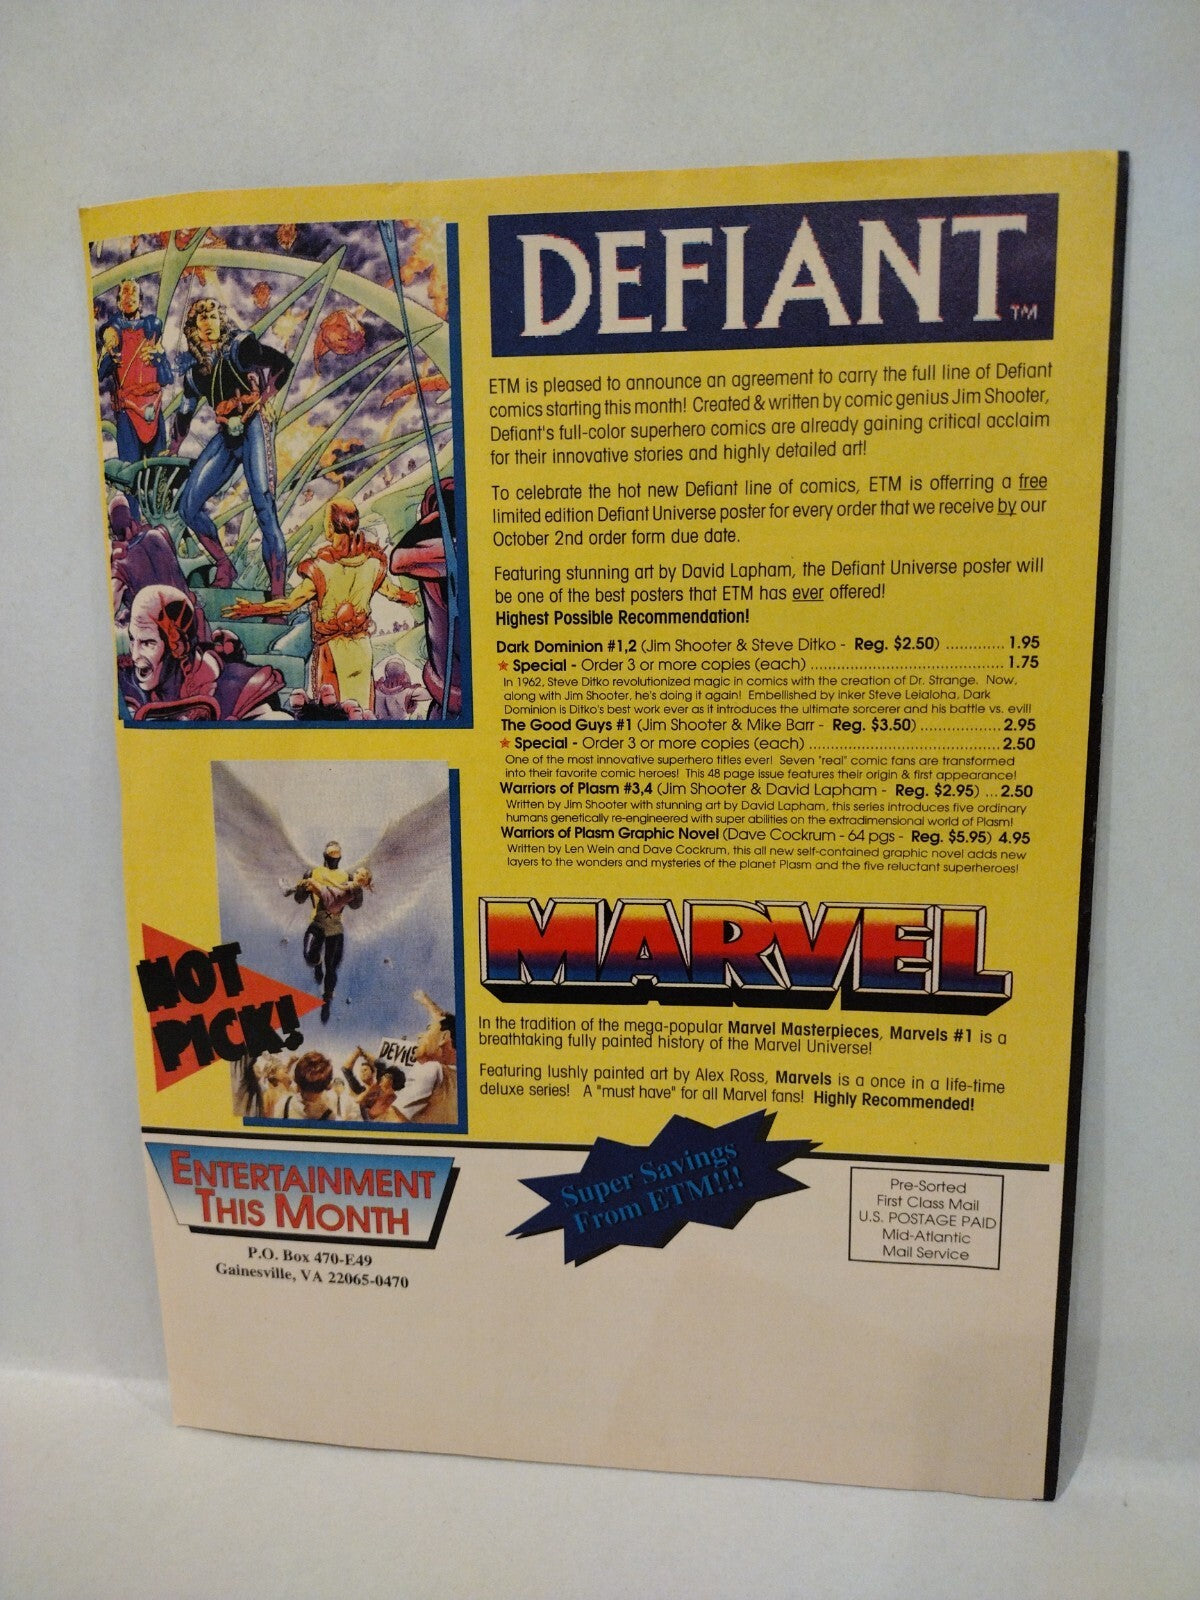 DEFIANT™
ETM is pleased to announce an agreement to carry the full line of Defiant
comics starting this month! Created & written by comic genius Jim Shooter,
Defiant's full-color superhero comics are already gaining critical acclaim
for their innovative stories and highly detailed art!
To celebrate the hot new Defiant line of comics, ETM is offering a free
limited edition Defiant Universe poster for every order that we receive by our
October 2nd order form due date.
Featuring stunning art by David Lapham, the Defiant Universe poster will
be one of the best posters that ETM has ever offered!
Highest Possible Recommendation!
Dark Dominion #1,2 (Jim Shooter & Steve Ditko - Reg. $2.50) ............. 1.95
★ Special - Order 3 or more copies (each) ..................................... 1.75
In 1962, Steve Ditko revolutionized magic in comics with the creation of Dr. Strange. Now,
along with Jim Shooter, he's doing it again! Embellished by inker Steve Leialoha, Dark
Dominion is Ditko's best work ever as it introduces the ultimate sorcerer and his battle vs. evil!
The Good Guys #1 (Jim Shooter & Mike Barr - Reg. $3.50) .................. 2.95
★ Special - Order 3 or more copies (each) ..................................... 2.50
One of the most innovative superhero titles ever! Seven "real" comic fans are transformed
into their favorite comic heroes! This 48 page issue features their origin & first appearance!
Warriors of Plasm #3,4 (Jim Shooter & David Lapham - Reg. $2.95) ... 2.50
Written by Jim Shooter with stunning art by David Lapham, this series introduces five ordinary
humans genetically re-engineered with super abilities on the extradimensional world of Plasm!
Warriors of Plasm Graphic Novel (Dave Cockrum - 64 pgs - Reg. $5.95) 4.95
Written by Len Wein and Dave Cockrum, this all new self-contained graphic novel adds new
layers to the wonders and mysteries of the planet Plasm and the five reluctant superheroes!
HOT
PICK!
DEVILS
MARVEL
In the tradition of the mega-popular Marvel Masterpieces, Marvels #1 is a
breathtaking fully painted history of the Marvel Universe!
Featuring lushly painted art by Alex Ross, Marvels is a once in a life-time
deluxe series! A "must have" for all Marvel fans! Highly Recommended!
ENTERTAINMENT
THIS MONTH
P.O. Box 470-E49
Gainesville, VA 22065-0470
Super Savings
From ETM!!!
Pre-Sorted
First Class Mail
U.S. POSTAGE PAID
Mid-Atlantic
Mail Service